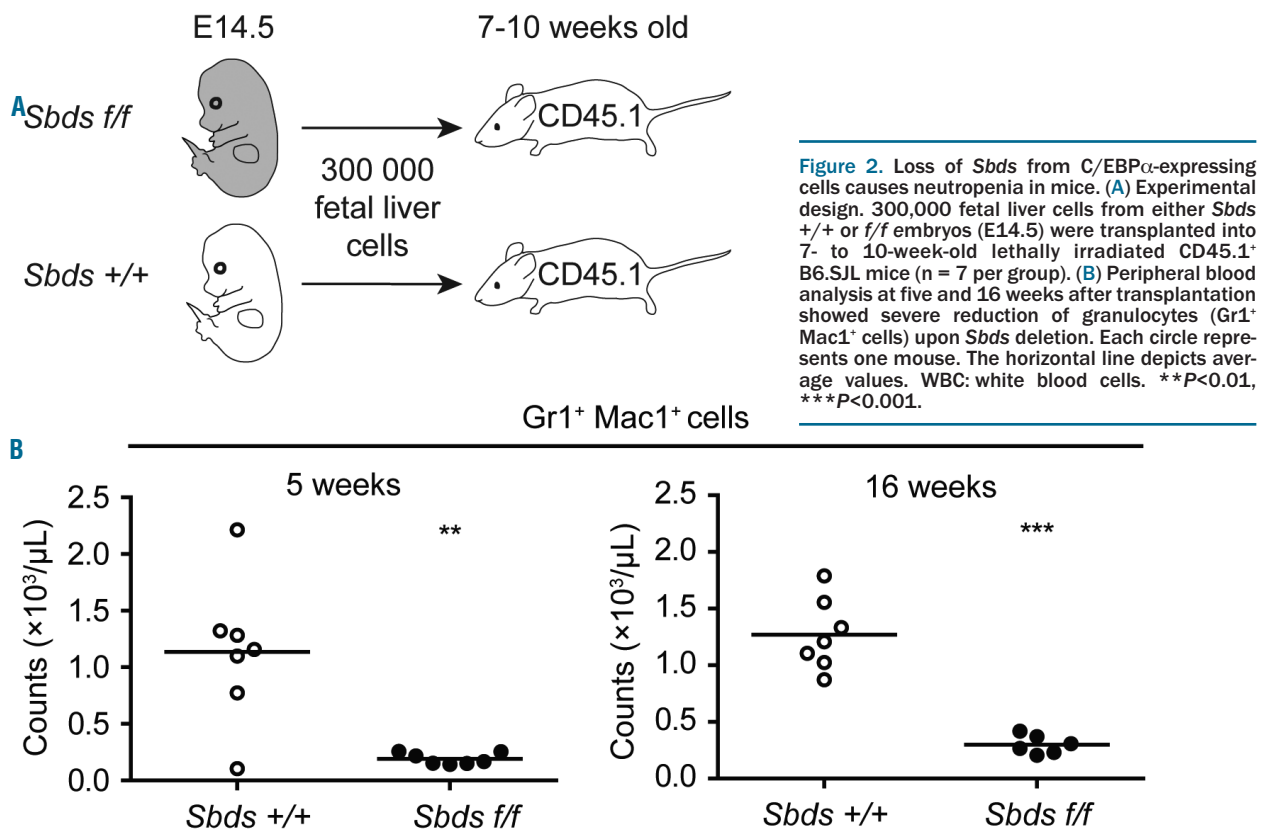 E14.5
7-10 weeks old
A
Sbds f/f
CD45.1
300 000
fetal liver
cells
Sbds +/+
CD45.1
Figure 2. Loss of Sbds from C/EBPα-expressing
cells causes neutropenia in mice. (A) Experimental
design. 300,000 fetal liver cells from either Sbds
+/+ or f/f embryos (E14.5) were transplanted into
7- to 10-week-old lethally irradiated CD45.1⁺
B6.SJL mice (n = 7 per group). (B) Peripheral blood
analysis at five and 16 weeks after transplantation
showed severe reduction of granulocytes (Gr1⁺
Mac1⁺ cells) upon Sbds deletion. Each circle repre-
sents one mouse. The horizontal line depicts aver-
age values. WBC: white blood cells. **P<0.01,
***P<0.001.
Gr1⁺ Mac1⁺ cells
B
5 weeks
**
Counts (×10³/µL)
2.5
2.0
1.5
1.0
0.5
0.0
Sbds +/+
Sbds f/f
16 weeks
***
Counts (×10³/µL)
2.5
2.0
1.5
1.0
0.5
0.0
Sbds +/+
Sbds f/f